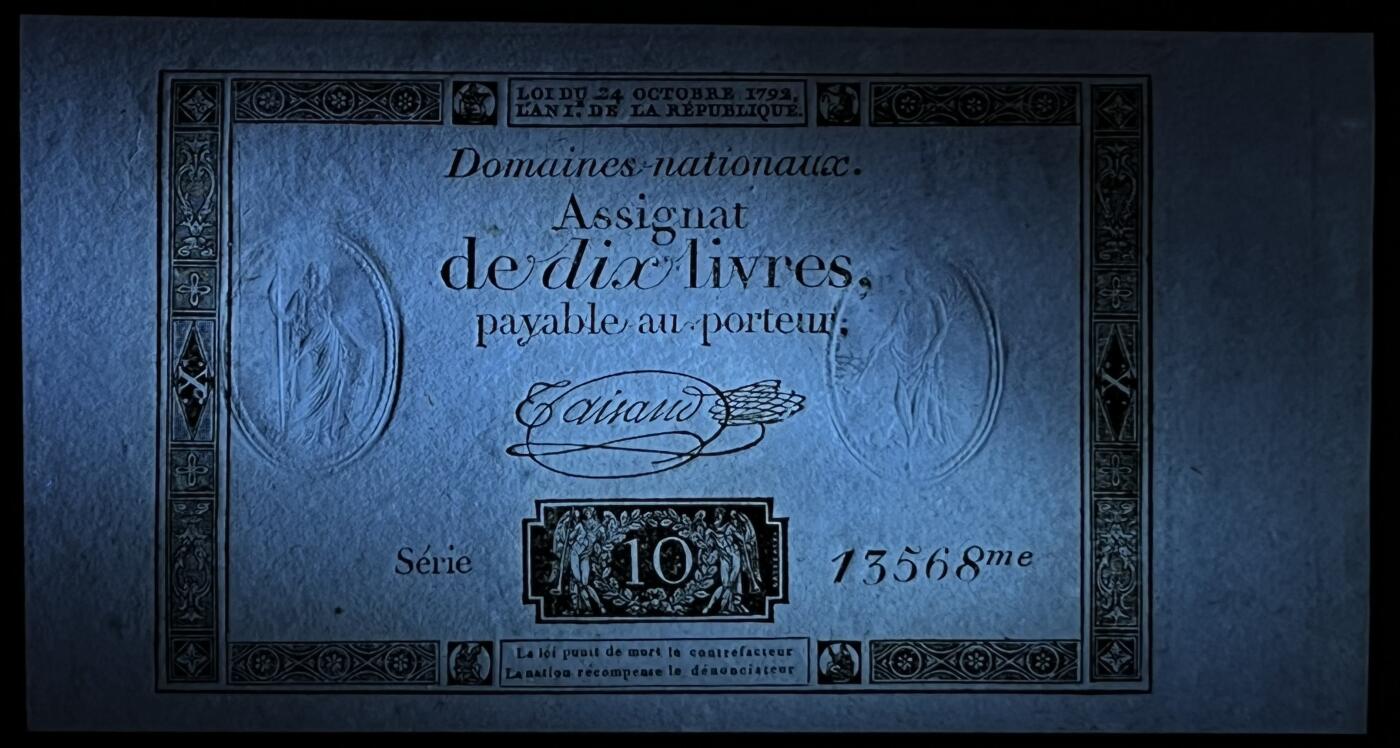 LOI DU 24 OCTOBRE 1792,
L'AN I. DE LA RÉPUBLIQUE.
Domaines nationaux.
Assignat
de dix livres,
payable au porteur.
Taisaud
X X
Série 10 13568me
La loi punit de mort le contrefacteur
La nation récompense le dénonciateur